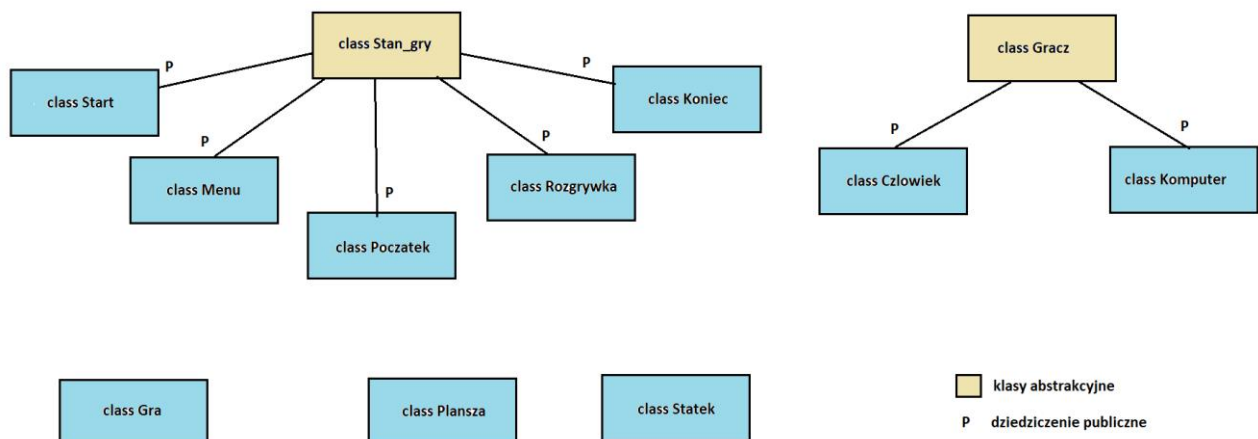 class Stan_gry
class Gracz
P
P
class Start
class Koniec
P
P
P
P
class Menu
class Rozgrywka
class Czlowiek
class Komputer
P
class Poczatek
class Gra
class Plansza
class Statek
klasy abstrakcyjne
P dziedziczenie publiczne